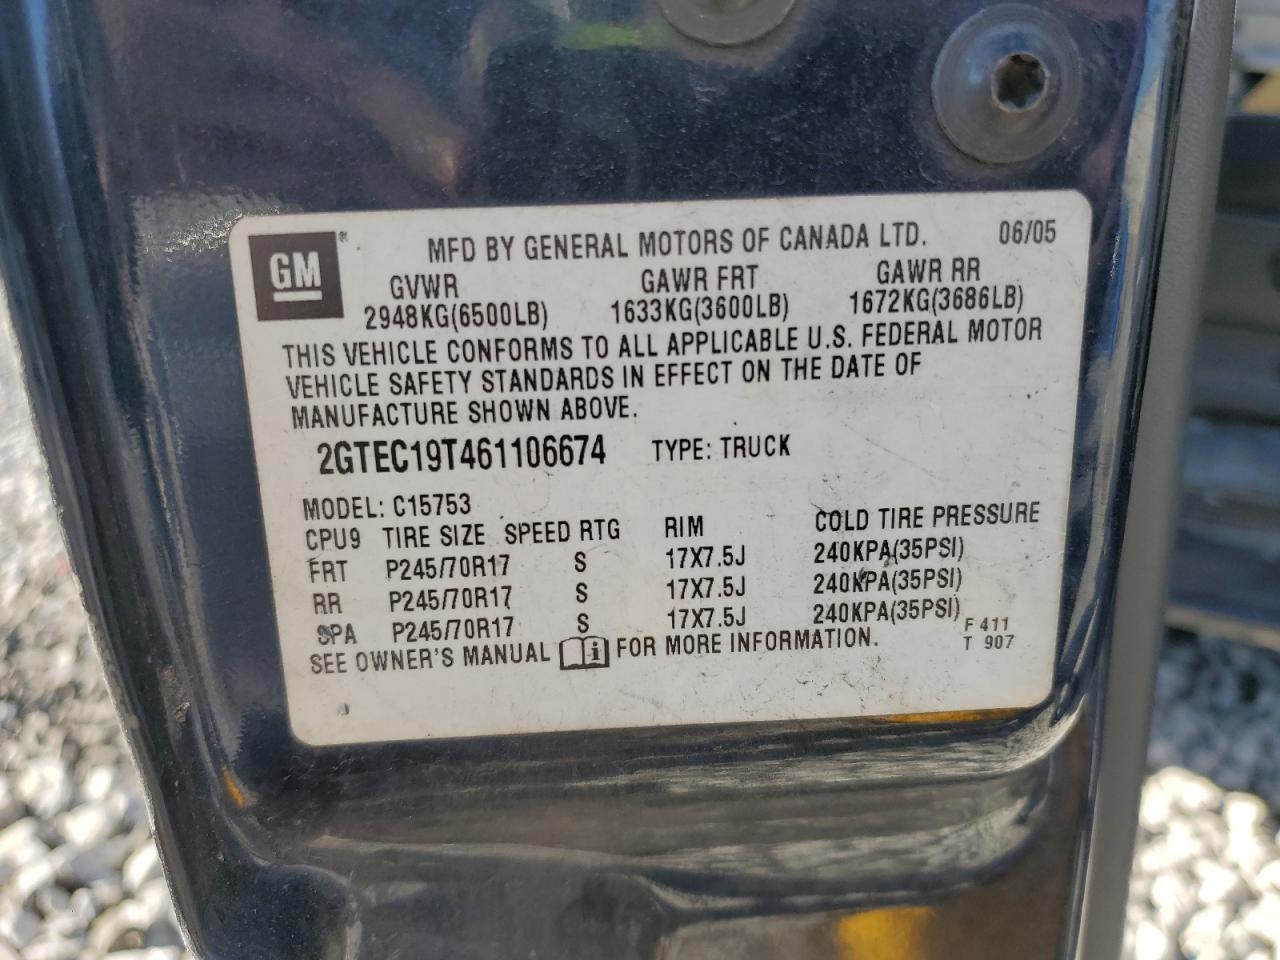 GM ® MFD BY GENERAL MOTORS OF CANADA LTD. 06/05
GVWR GAWR FRT GAWR RR
2948KG(6500LB) 1633KG(3600LB) 1672KG(3686LB)
THIS VEHICLE CONFORMS TO ALL APPLICABLE U.S. FEDERAL MOTOR
VEHICLE SAFETY STANDARDS IN EFFECT ON THE DATE OF
MANUFACTURE SHOWN ABOVE.
2GTEC19T461106674 TYPE: TRUCK
MODEL: C15753
CPU9 TIRE SIZE SPEED RTG RIM COLD TIRE PRESSURE
FRT P245/70R17 S 17X7.5J 240KPA(35PSI)
RR P245/70R17 S 17X7.5J 240KPA(35PSI)
SPA P245/70R17 S 17X7.5J 240KPA(35PSI)
SEE OWNER'S MANUAL i FOR MORE INFORMATION.
F 411
T 907